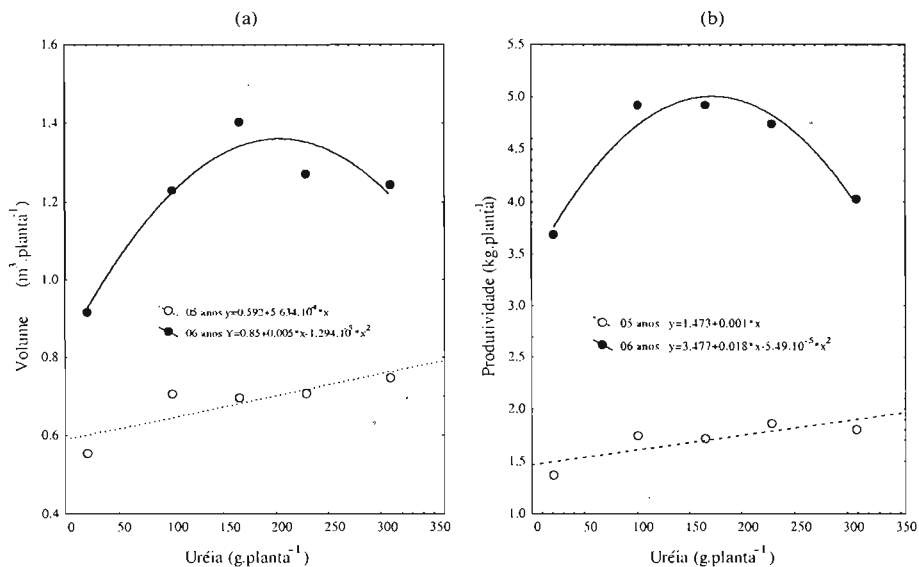 (a)
1.6
1.4
1.2
1.0
0.8
0.6
0.4
Volume (m³.planta⁻¹)
05 anos y=0.592+5.634.10⁻⁴*x
06 anos Y=0.85+0.005*x-1.294.10⁻⁵*x²
0 50 100 150 200 250 300
Uréia (g.planta⁻¹)
(b)
5.5
5.0
4.5
4.0
3.5
3.0
2.5
2.0
1.5
1.0
Produtividade (kg.planta⁻¹)
05 anos y=1.473+0.001*x
06 anos y=3.477+0.018*x-5.49.10⁻⁵*x²
0 50 100 150 200 250 300 350
Uréia (g.planta⁻¹)